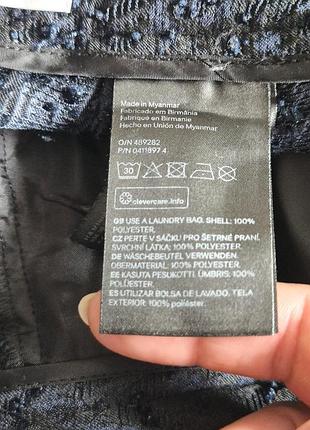 Made in Myanmar
Fabricado em Birmânia
Fabriqué en Birmanie
Hecho en Unión de Myanmar
O/N 489282
P/N 0411897 4
30
clevercare.info
GB USE A LAUNDRY BAG. SHELL: 100%
POLYESTER.
CZ PERTE V SÁČKU PRO ŠETRNÉ PRANÍ.
SVRCHNÍ LÁTKA: 100% POLYESTER.
DE WÄSCHEBEUTEL VERWENDEN.
OBERMATERIAL: 100% POLYESTER.
EE KASUTA PESUKOTTI. ÜMBRIS: 100%
POLÜESTER.
ES UTILIZAR BOLSA DE LAVADO. TELA
EXTERIOR: 100% poliéster.